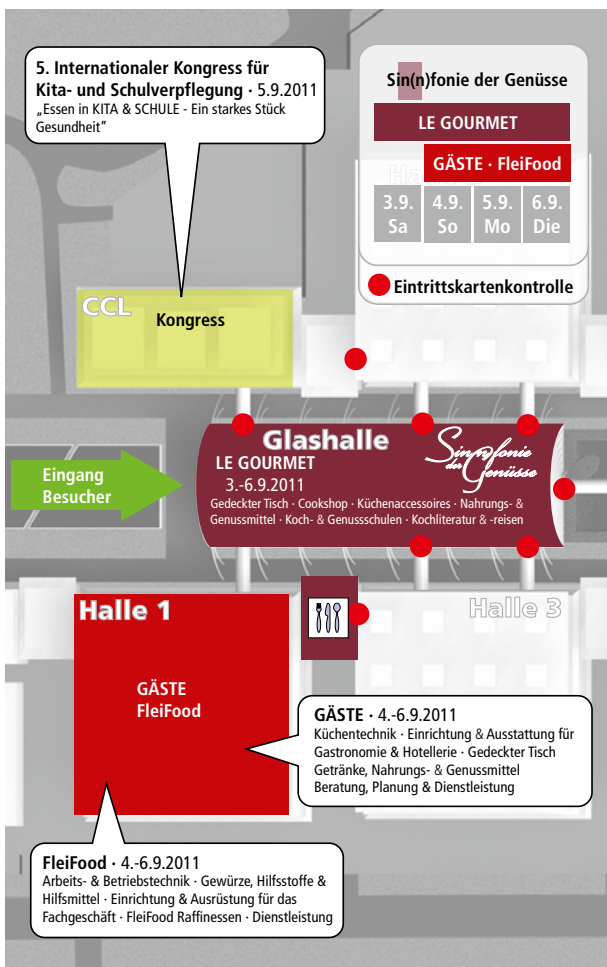 5. Internationaler Kongress für
Kita- und Schulverpflegung · 5.9.2011
„Essen in KITA & SCHULE - Ein starkes Stück
Gesundheit“
Sin(n)fonie der Genüsse
LE GOURMET
GÄSTE · FleiFood
3.9. 4.9. 5.9. 6.9.
Sa So Mo Die
Eintrittskartenkontrolle
CCL
Kongress
Glashalle
Sin(n)fonie
der Genüsse
LE GOURMET
3.-6.9.2011
Gedeckter Tisch · Cookshop · Küchenaccessoires · Nahrungs- &
Genussmittel · Koch- & Genussschulen · Kochliteratur & -reisen
Eingang
Besucher
Halle 1
Halle 3
GÄSTE
FleiFood
GÄSTE · 4.-6.9.2011
Küchentechnik · Einrichtung & Ausstattung für
Gastronomie & Hotellerie · Gedeckter Tisch
Getränke, Nahrungs- & Genussmittel
Beratung, Planung & Dienstleistung
FleiFood · 4.-6.9.2011
Arbeits- & Betriebstechnik · Gewürze, Hilfsstoffe &
Hilfsmittel · Einrichtung & Ausrüstung für das
Fachgeschäft · FleiFood Raffinessen · Dienstleistung